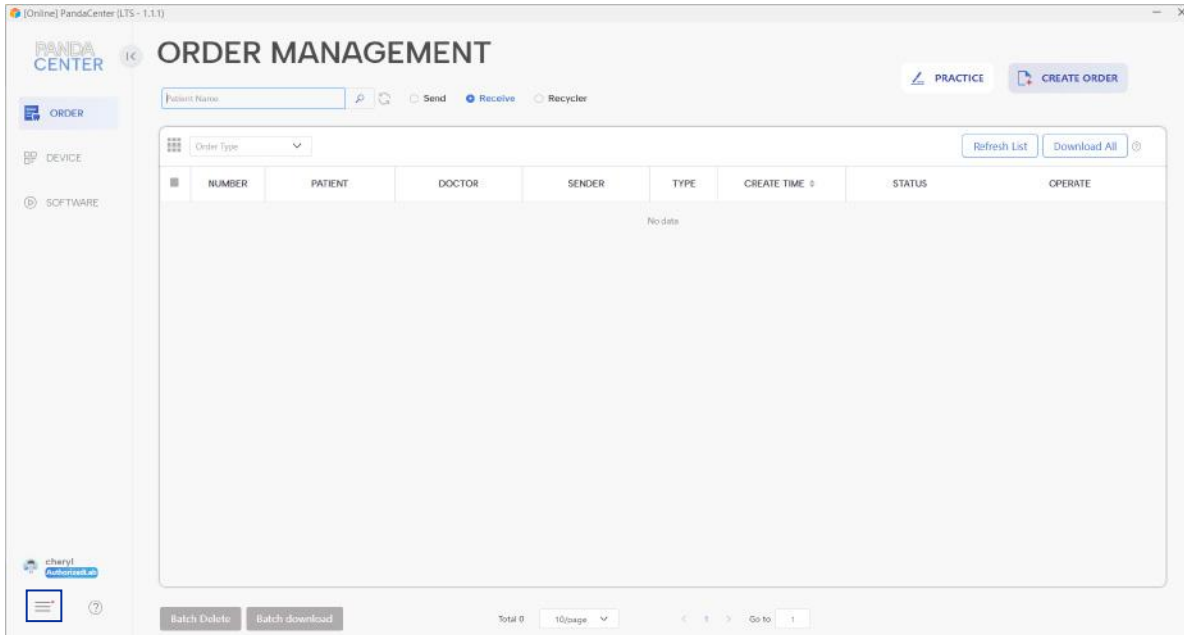 [Online] PandaCenter (LTS - 1.1.1)
PANDA
CENTER
ORDER MANAGEMENT
PRACTICE
CREATE ORDER
Patient Name
Send
Receive
Recycler
ORDER
DEVICE
SOFTWARE
Order Type
Refresh List
Download All
NUMBER PATIENT DOCTOR SENDER TYPE CREATE TIME STATUS OPERATE
No data
cheryl
AuthorizedLab
Batch Delete
Batch download
Total 0
10/page
1
Go to
1